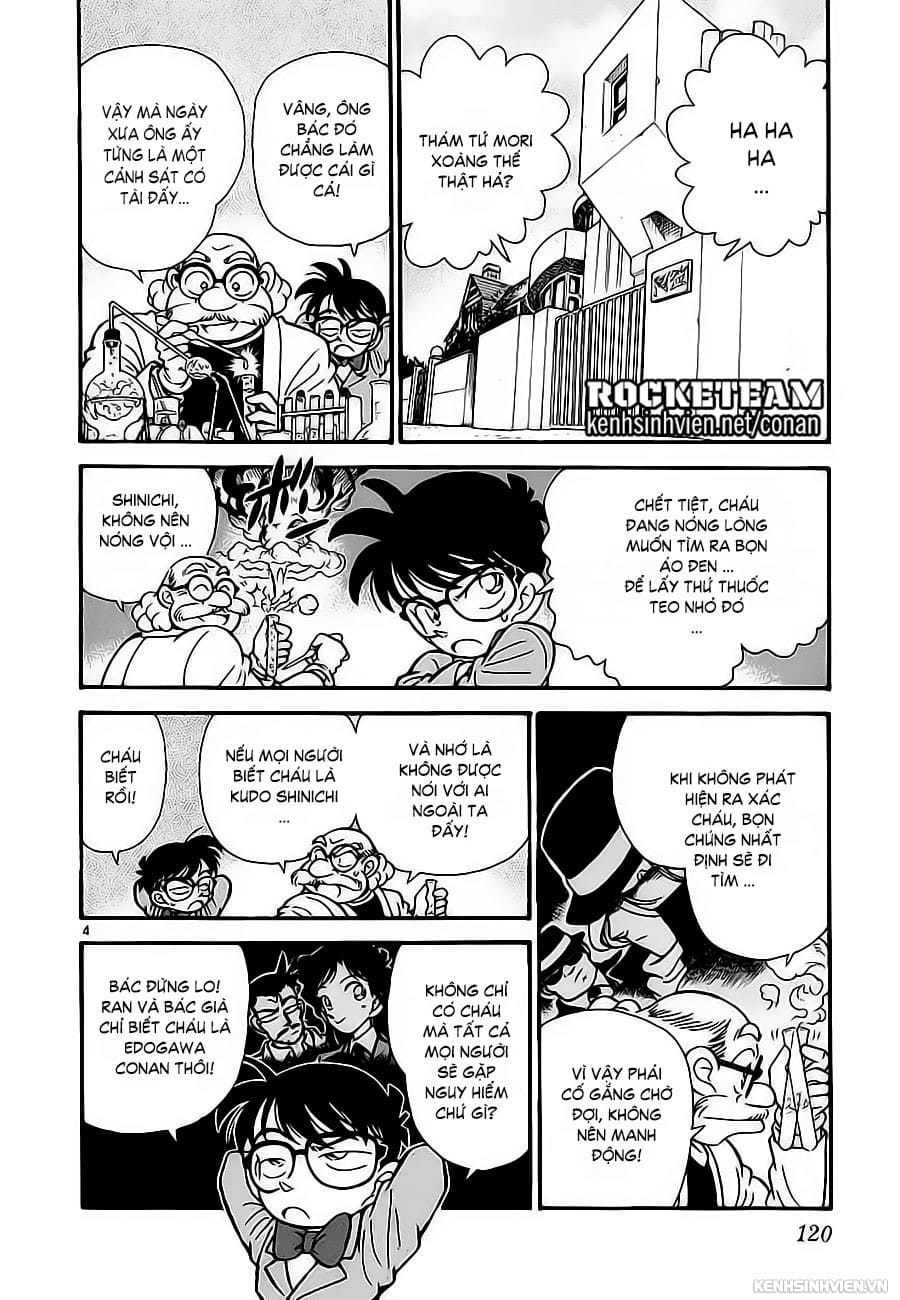 HA HA
HA
...
THÁM TỬ MORI
XOÀNG THẾ
THẬT HẢ?
ROCKETEAM
kenhsinhvien.net/conan
VÂNG, ÔNG
BÁC ĐÓ
CHẲNG LÀM
ĐƯỢC CÁI GÌ
CẢ!
VẬY MÀ NGÀY
XƯA ÔNG ẤY
TỪNG LÀ MỘT
CẢNH SÁT CÓ
TÀI ĐẤY...
CHẾT TIỆT, CHÁU
ĐANG NÓNG LÒNG
MUỐN TÌM RA BỌN
ÁO ĐEN ...
ĐỂ LẤY THỨ THUỐC
TEO NHỎ ĐÓ
...
SHINICHI,
KHÔNG NÊN
NÓNG VỘI ...
KHI KHÔNG PHÁT
HIỆN RA XÁC
CHÁU, BỌN
CHÚNG NHẤT
ĐỊNH SẼ ĐI
TÌM ...
VÌ VẬY PHẢI
CỐ GẮNG CHỜ
ĐỢI, KHÔNG
NÊN MANH
ĐỘNG!
VÀ NHỚ LÀ
KHÔNG ĐƯỢC
NÓI VỚI AI
NGOÀI TA
ĐẤY!
NẾU MỌI NGƯỜI
BIẾT CHÁU LÀ
KUDO SHINICHI
...
CHÁU
BIẾT
RỒI!
4
KHÔNG CHỈ
CÓ CHÁU
MÀ TẤT CẢ
MỌI NGƯỜI
SẼ GẶP
NGUY HIỂM
CHỨ GÌ?
BÁC ĐỪNG LO!
RAN VÀ BÁC GIÀ
CHỈ BIẾT CHÁU LÀ
EDOGAWA
CONAN THÔI!
120
KENHSINHVIEN.VN